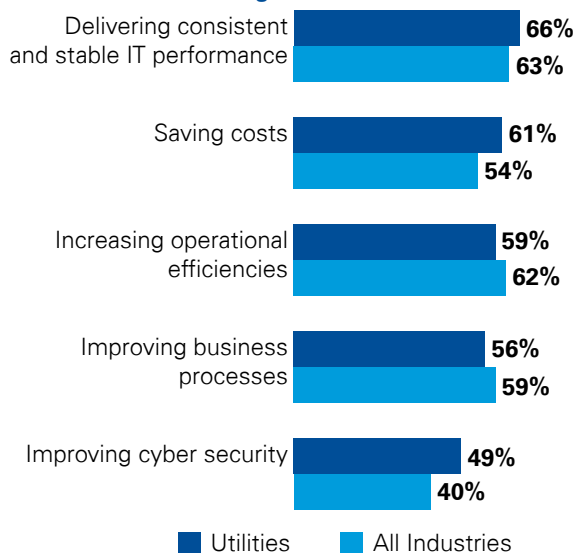 Delivering consistent
and stable IT performance
66%
63%
Saving costs
61%
54%
Increasing operational
efficiencies
59%
62%
Improving business
processes
56%
59%
Improving cyber security
49%
40%
Utilities
All Industries